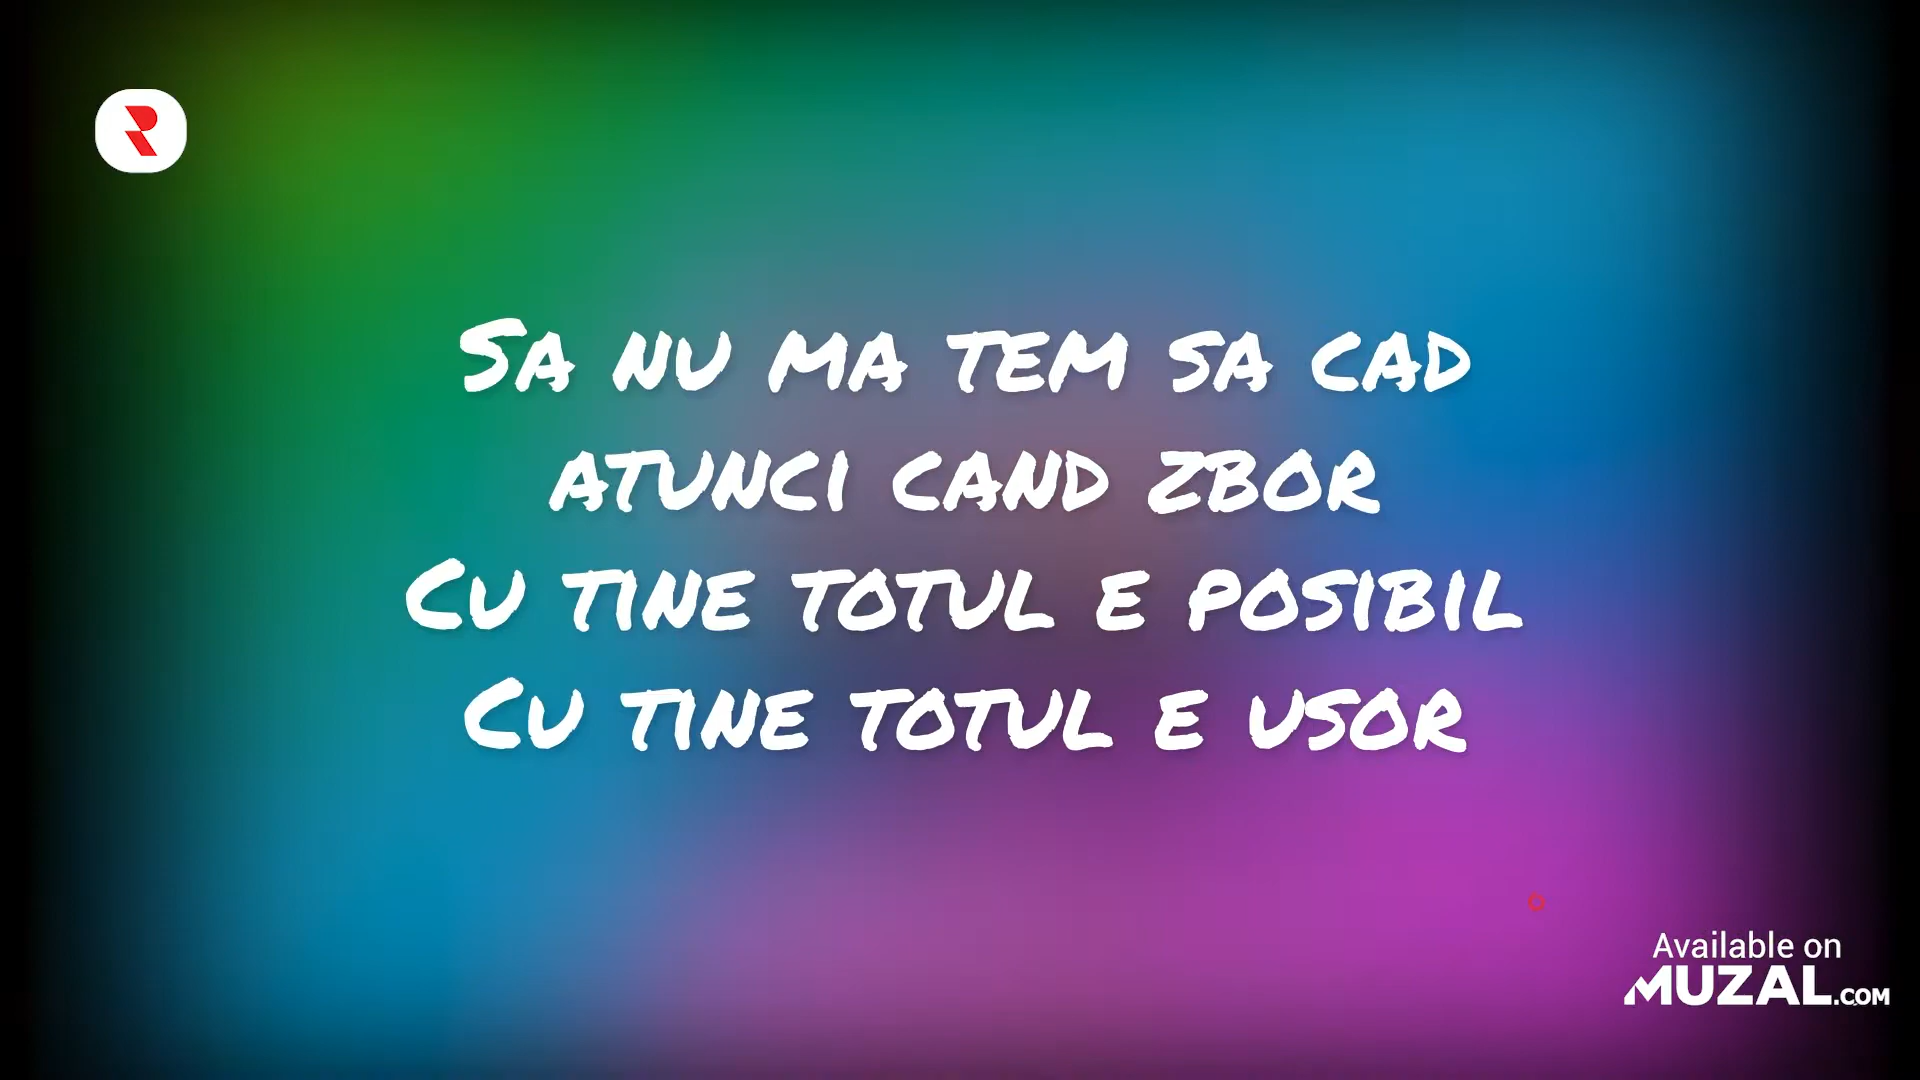 Sa nu ma tem sa cad
atunci cand zbor
Cu tine totul e posibil
Cu tine totul e usor
Available on
MUZAL.COM